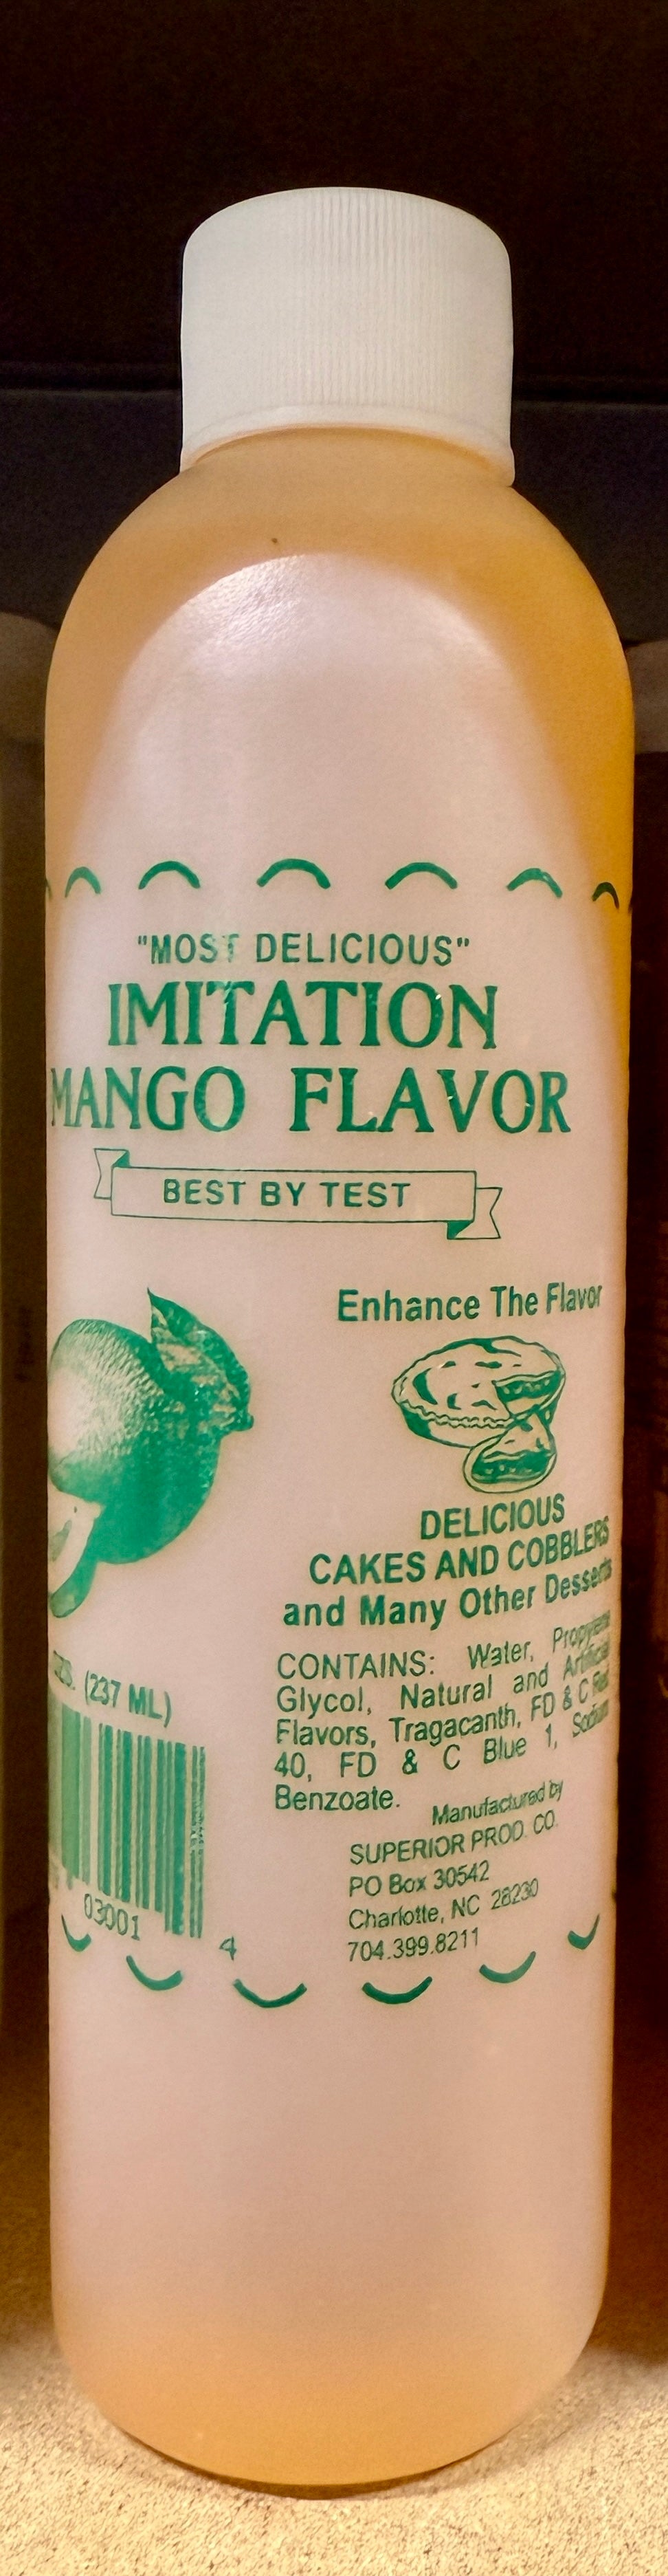 "MOST DELICIOUS"
IMITATION
MANGO FLAVOR
BEST BY TEST
Enhance The Flavor
DELICIOUS
CAKES AND COBBLERS
and Many Other Desserts
CONTAINS: Water, Propylene
Glycol, Natural and Artificial
Flavors, Tragacanth, FD & C Red
40, FD & C Blue 1, Sodium
Benzoate.
Manufactured by
SUPERIOR PROD. CO.
PO Box 30542
Charlotte, NC 28230
704.399.8211
(237 ML)
03001 4